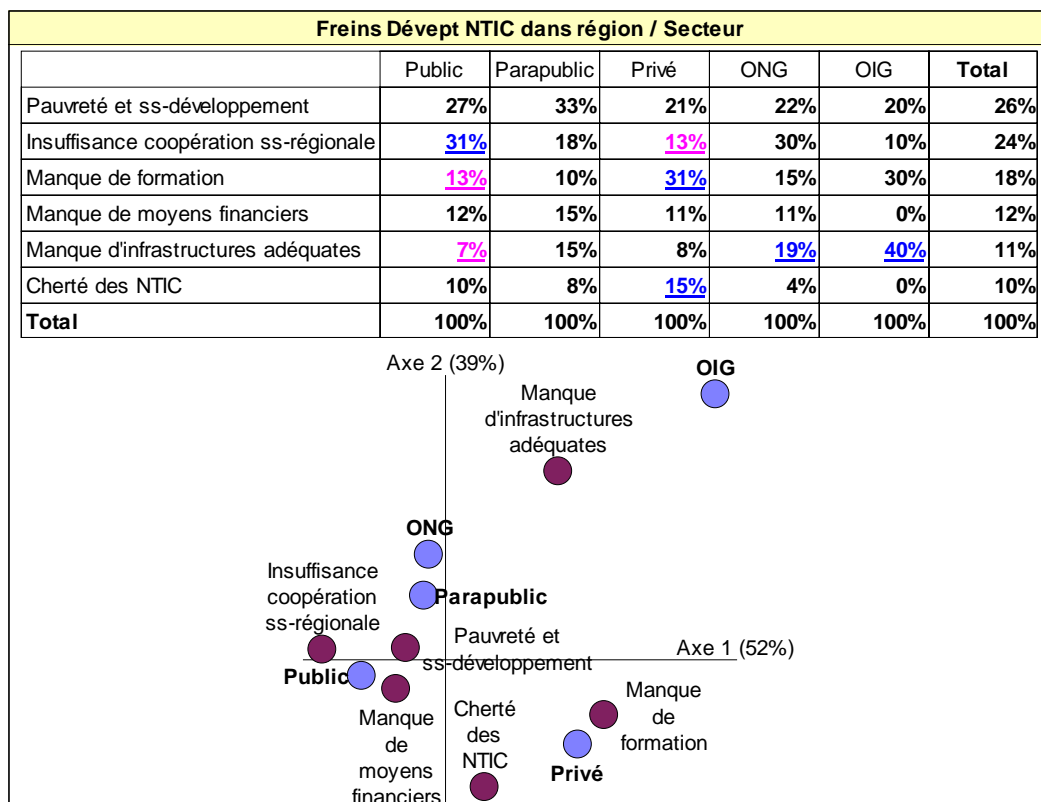 Freins Dévept NTIC dans région / Secteur
Public Parapublic Privé ONG OIG Total
Pauvreté et ss-développement 27% 33% 21% 22% 20% 26%
Insuffisance coopération ss-régionale 31% 18% 13% 30% 10% 24%
Manque de formation 13% 10% 31% 15% 30% 18%
Manque de moyens financiers 12% 15% 11% 11% 0% 12%
Manque d'infrastructures adéquates 7% 15% 8% 19% 40% 11%
Cherté des NTIC 10% 8% 15% 4% 0% 10%
Total 100% 100% 100% 100% 100% 100%
Axe 2 (39%)
OIG
Manque
d'infrastructures
adéquates
ONG
Insuffisance
coopération
ss-régionale
Parapublic
Pauvreté et
ss-développement
Axe 1 (52%)
Public
Manque
de
moyens
financiers
Cherté
des
NTIC
Manque
de
formation
Privé